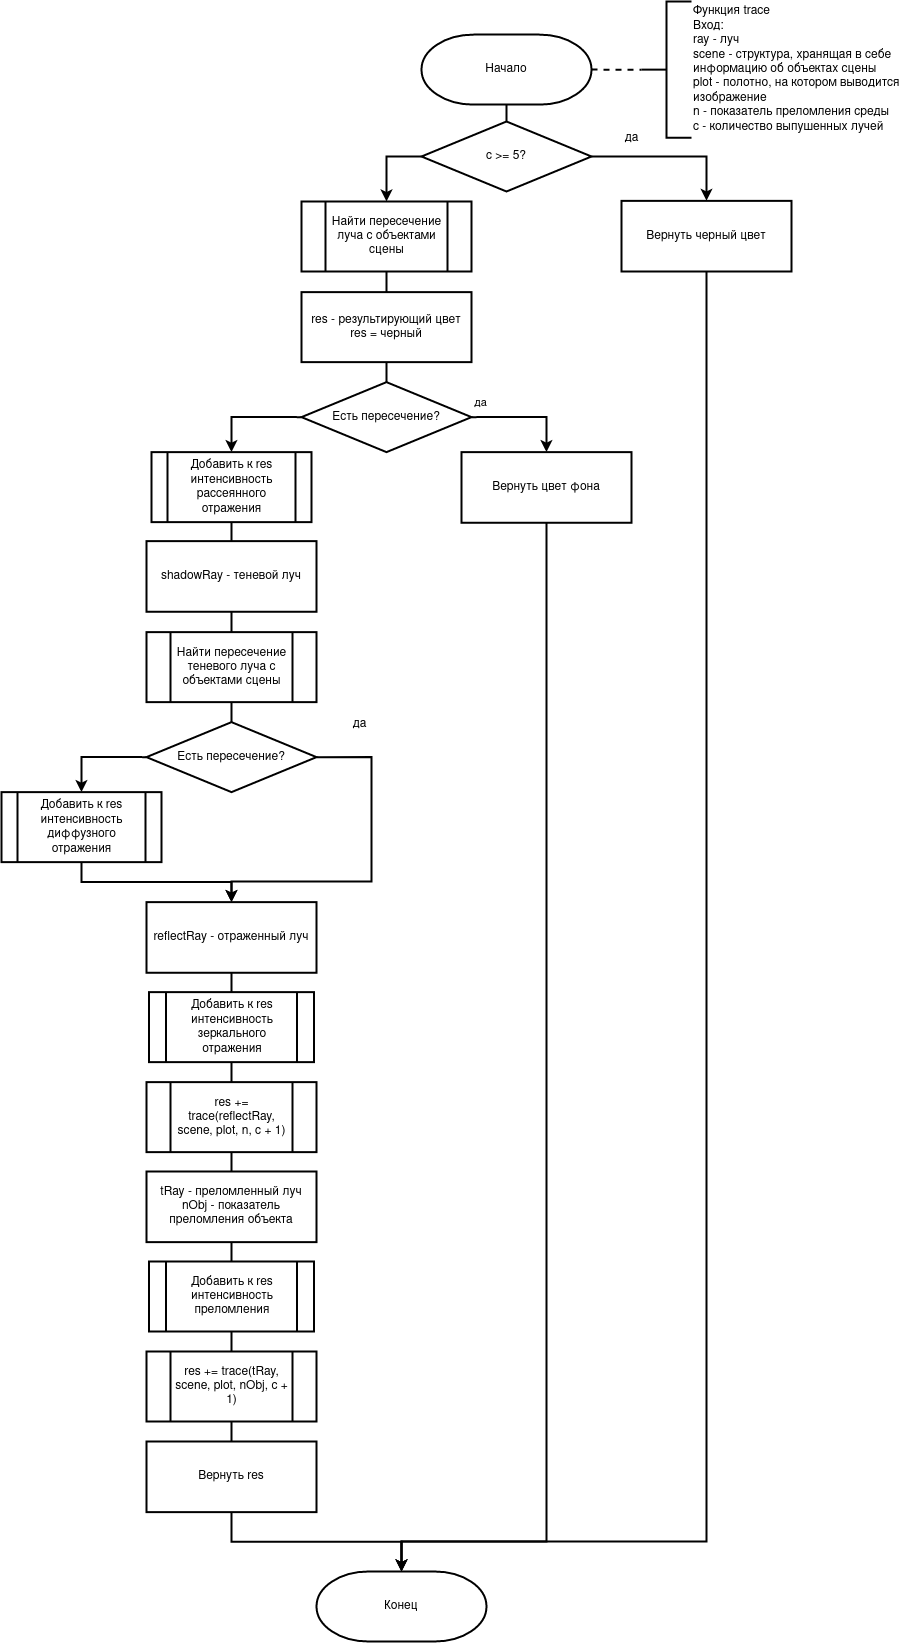 Функция trace
Вход:
ray - луч
scene - структура, хранящая в себе
информацию об объектах сцены
plot - полотно, на котором выводится
изображение
n - показатель преломления среды
c - количество выпушенных лучей
Начало
да
c >= 5?
Найти пересечение
луча с объектами
сцены
Вернуть черный цвет
res - результирующий цвет
res = черный
да
Есть пересечение?
Добавить к res
интенсивность
рассеянного
отражения
Вернуть цвет фона
shadowRay - теневой луч
Найти пересечение
теневого луча с
объектами сцены
да
Есть пересечение?
Добавить к res
интенсивность
диффузного
отражения
reflectRay - отраженный луч
Добавить к res
интенсивность
зеркального
отражения
res +=
trace(reflectRay,
scene, plot, n, c + 1)
tRay - преломленный луч
nObj - показатель
преломления объекта
Добавить к res
интенсивность
преломления
res += trace(tRay,
scene, plot, nObj, c +
1)
Вернуть res
Конец